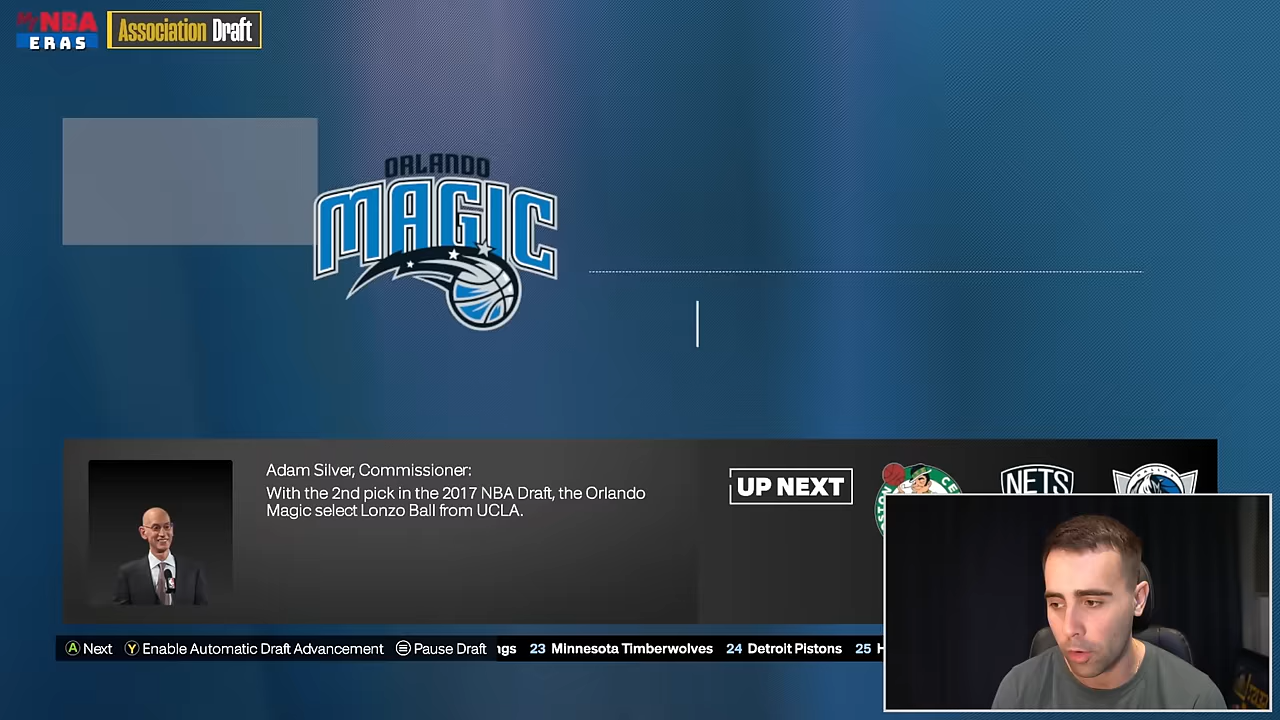 MyNBA
ERAS
Association Draft
ORLANDO
MAGIC
Adam Silver, Commissioner:
With the 2nd pick in the 2017 NBA Draft, the Orlando
Magic select Lonzo Ball from UCLA.
UP NEXT
NETS
A Next Y Enable Automatic Draft Advancement Pause Draft ngs 23 Minnesota Timberwolves 24 Detroit Pistons 25 H